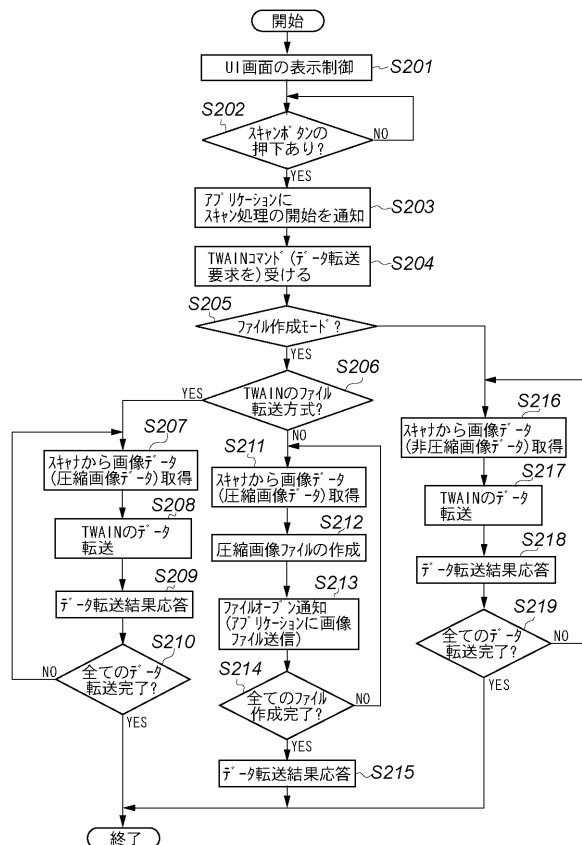 開始
UI画面の表示制御
S201
S202
スキャンボタンの
押下あり?
NO
YES
アプリケーションに
スキャン処理の開始を通知
S203
TWAINコマンド(データ転送
要求を)受ける
S204
S205
ファイル作成モード?
YES
S206
TWAINのファイル
転送方式?
YES
NO
S207
スキャナから画像データ
(圧縮画像データ)取得
S208
TWAINのデータ
転送
S209
データ転送結果応答
S210
全てのデータ
転送完了?
NO
YES
S211
スキャナから画像データ
(圧縮画像データ)取得
S212
圧縮画像ファイルの作成
S213
ファイルオープン通知
(アプリケーションに画像
ファイル送信)
S214
全てのファイル
作成完了?
NO
YES
データ転送結果応答
S215
S216
スキャナから画像データ
(非圧縮画像データ)取得
S217
TWAINのデータ
転送
S218
データ転送結果応答
S219
全てのデータ
転送完了?
NO
YES
終了